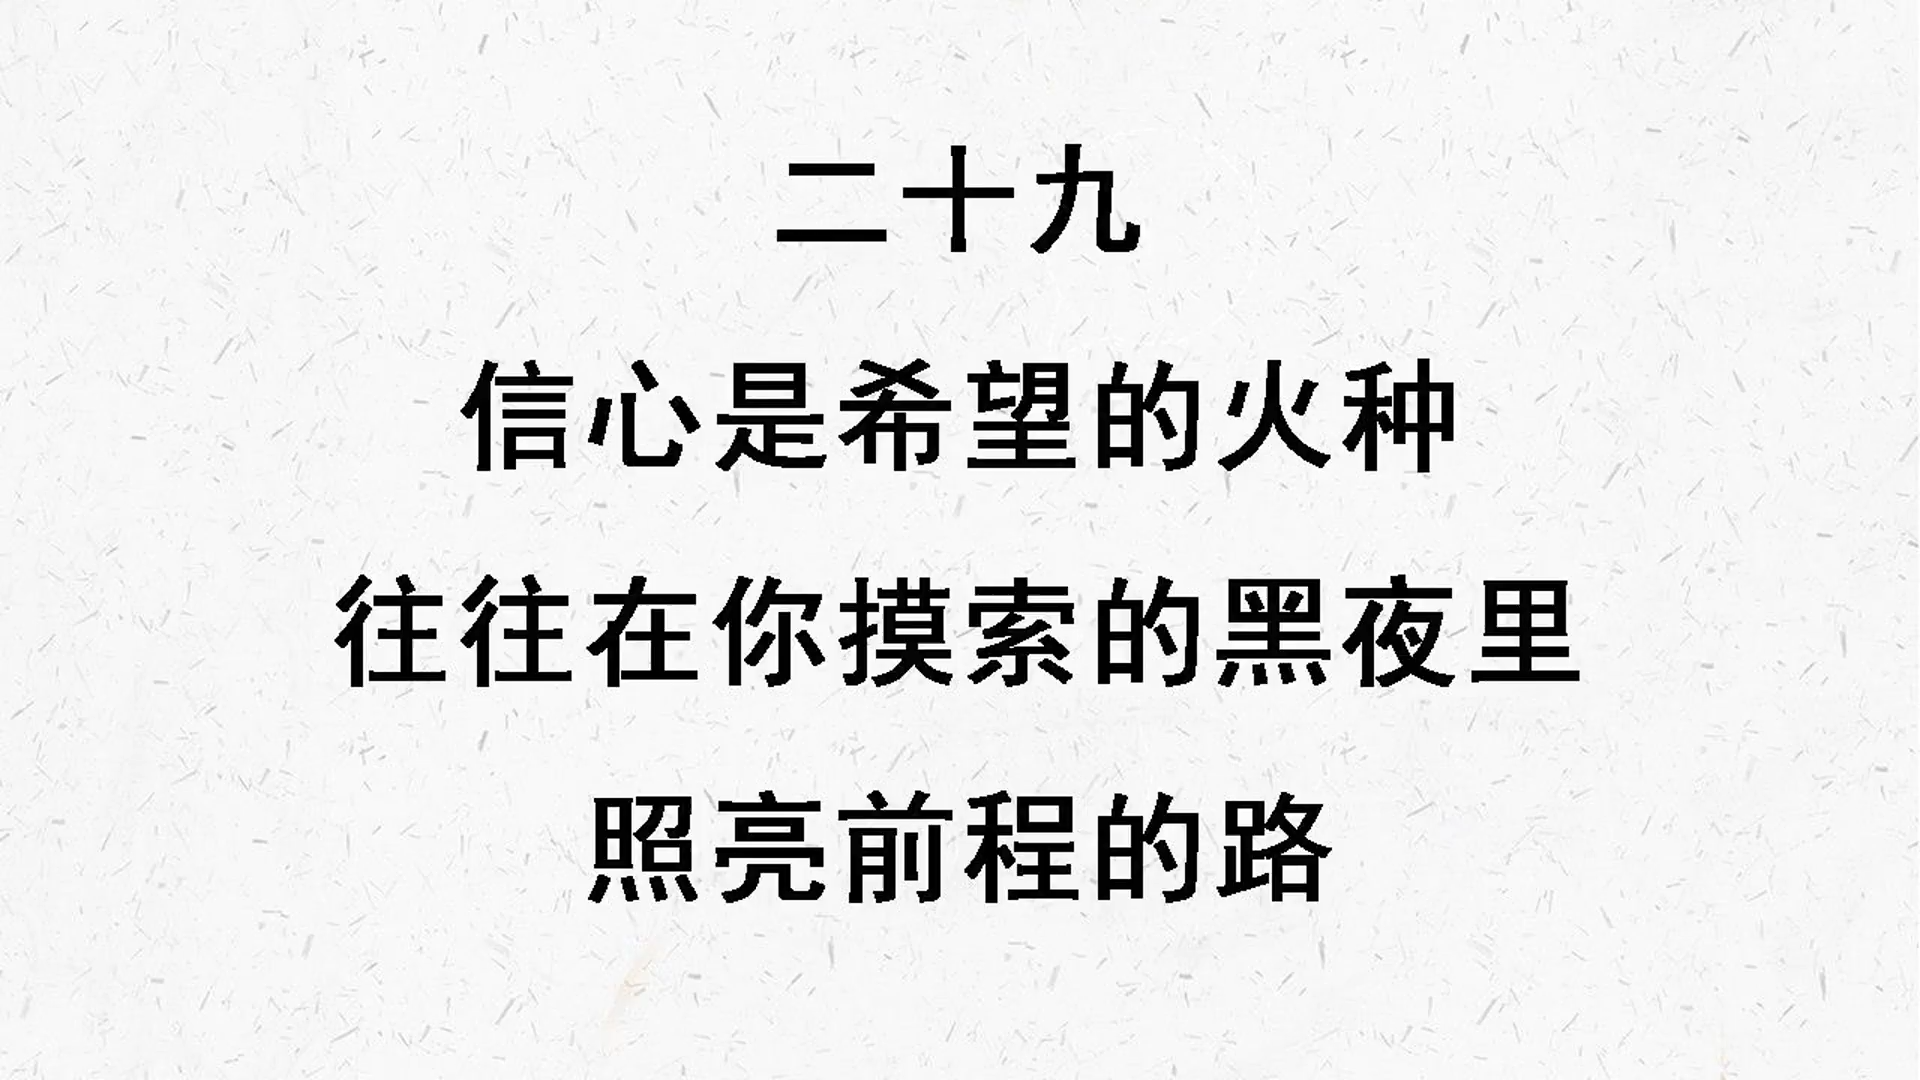 二十九
信心是希望的火种
往往在你摸索的黑夜里
照亮前程的路